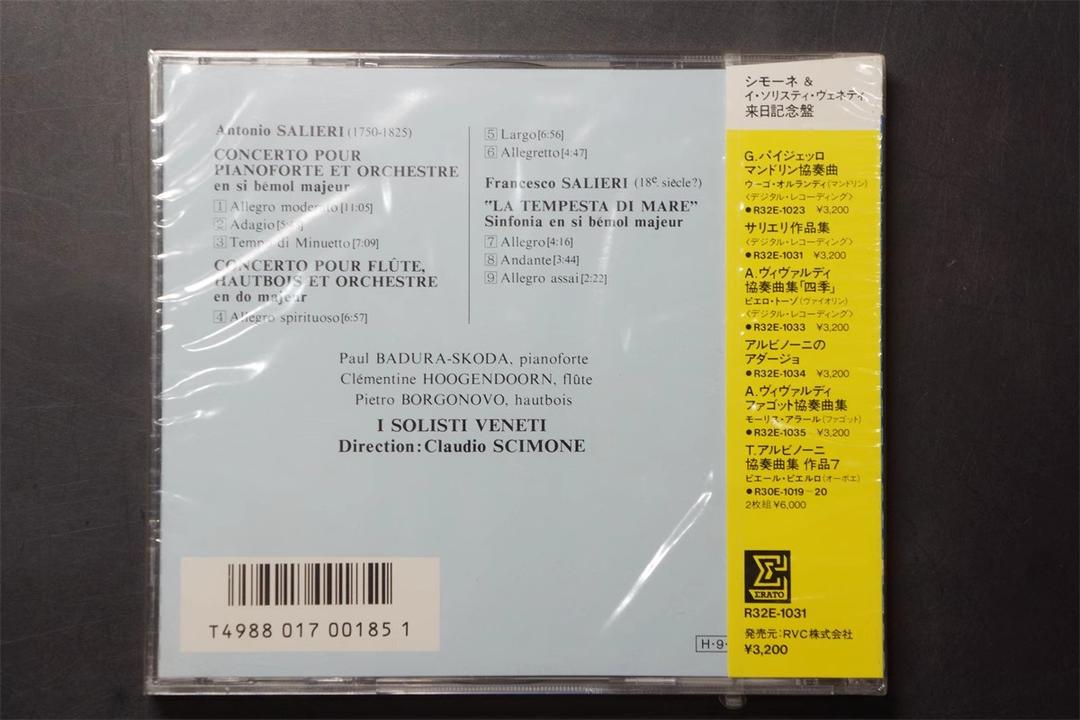 Antonio SALIERI (1750-1825)
CONCERTO POUR
PIANOFORTE ET ORCHESTRE
en si bémol majeur
1 Allegro moderato [11:05]
2 Adagio
3 Tempo di Minuetto [7:09]
CONCERTO POUR FLÛTE,
HAUTBOIS ET ORCHESTRE
en do majeur
4 Allegro spirituoso [6:57]
5 Largo [6:56]
6 Allegretto [4:47]
Francesco SALIERI (18e. siècle?)
"LA TEMPESTA DI MARE"
Sinfonia en si bémol majeur
7 Allegro [4:16]
8 Andante [3:44]
9 Allegro assai [2:22]
Paul BADURA-SKODA, pianoforte
Clémentine HOOGENDOORN, flûte
Pietro BORGONOVO, hautbois
I SOLISTI VENETI
Direction: Claudio SCIMONE
T4988 017 00185 1
H・9・
シモーネ &
イ・ソリスティ・ヴェネティ
来日記念盤
G.パイジェッロ
マンドリン協奏曲
ウーゴ・オルランディ(マンドリン)
〈デジタル・レコーディング〉
●R32E-1023 ¥3,200
サリエリ作品集
〈デジタル・レコーディング〉
●R32E-1031 ¥3,200
A.ヴィヴァルディ
協奏曲集「四季」
ピエロ・トーゾ(ヴァイオリン)
〈デジタル・レコーディング〉
●R32E-1033 ¥3,200
アルビノーニの
アダージョ
●R32E-1034 ¥3,200
A.ヴィヴァルディ
ファゴット協奏曲集
モーリス・アラール(ファゴット)
●R32E-1035 ¥3,200
T.アルビノーニ
協奏曲集 作品7
ピエール・ピエルロ(オーボエ)
●R30E-1019-20
2枚組¥6,000
ERATO
R32E-1031
発売元:RVC株式会社
¥3,200